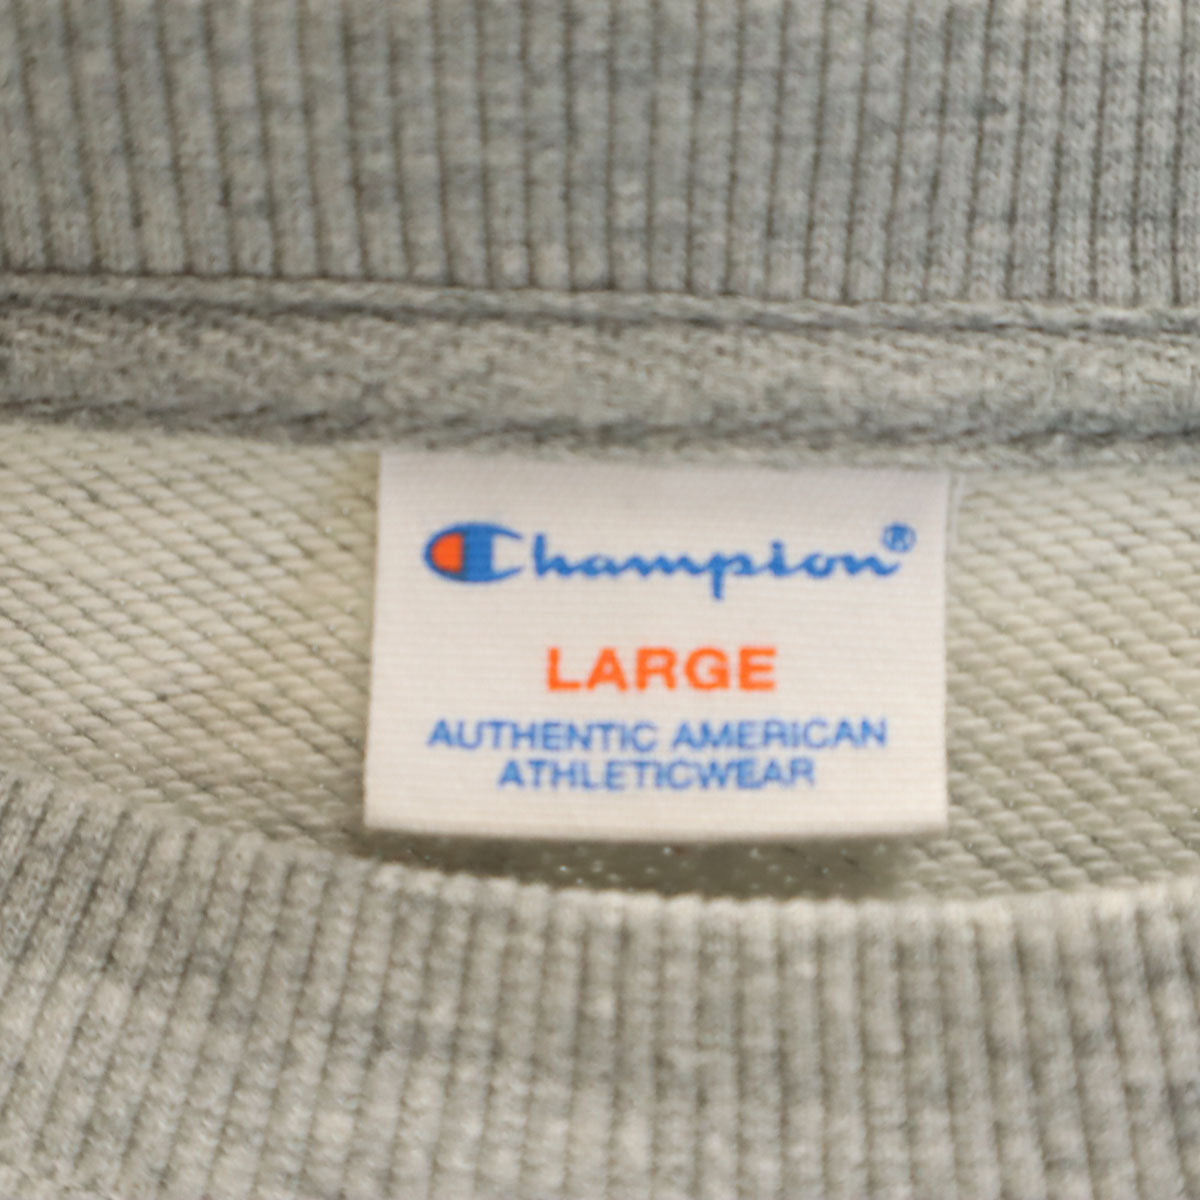 Champion®
LARGE
AUTHENTIC AMERICAN
ATHLETICWEAR